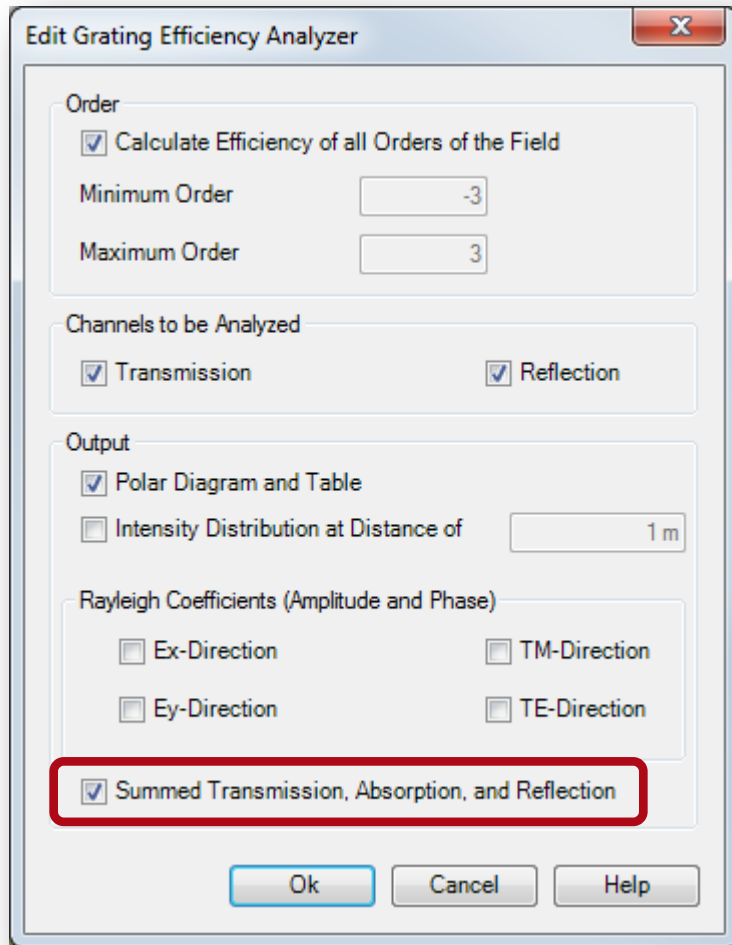 Edit Grating Efficiency Analyzer
Order
Calculate Efficiency of all Orders of the Field
Minimum Order -3
Maximum Order 3
Channels to be Analyzed
Transmission Reflection
Output
Polar Diagram and Table
Intensity Distribution at Distance of 1 m
Rayleigh Coefficients (Amplitude and Phase)
Ex-Direction TM-Direction
Ey-Direction TE-Direction
Summed Transmission, Absorption, and Reflection
Ok Cancel Help